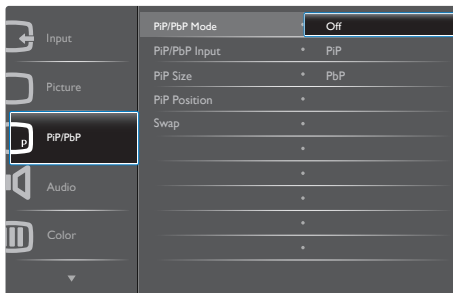 Input
Picture
P
PiP/PbP
Audio
Color
PiP/PbP Mode
PiP/PbP Input
PiP Size
PiP Position
Swap
Off
PiP
PbP